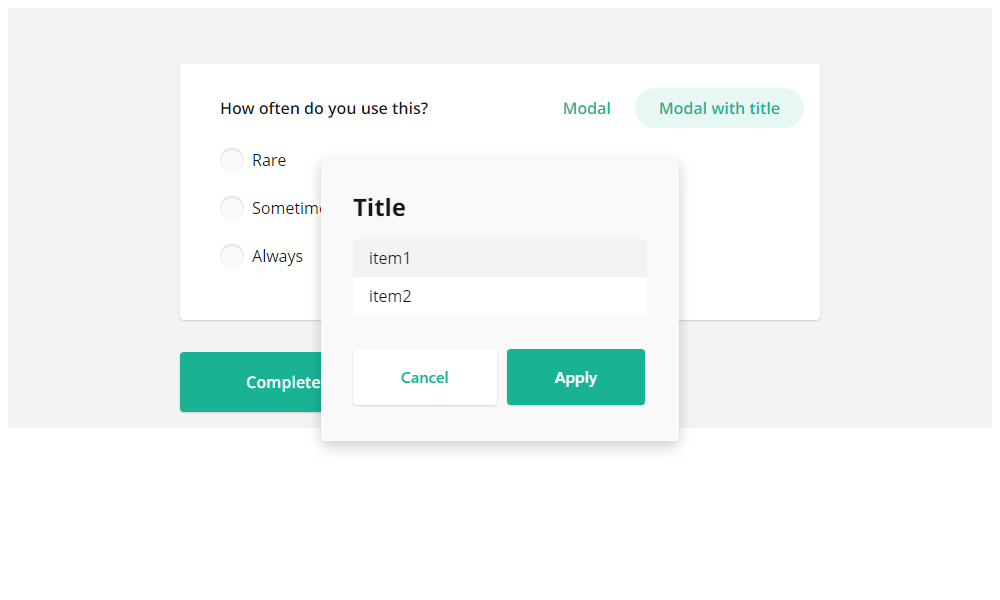 How often do you use this?
Modal
Modal with title
Rare
Sometime
Always
Title
item1
item2
Cancel
Apply
Complete